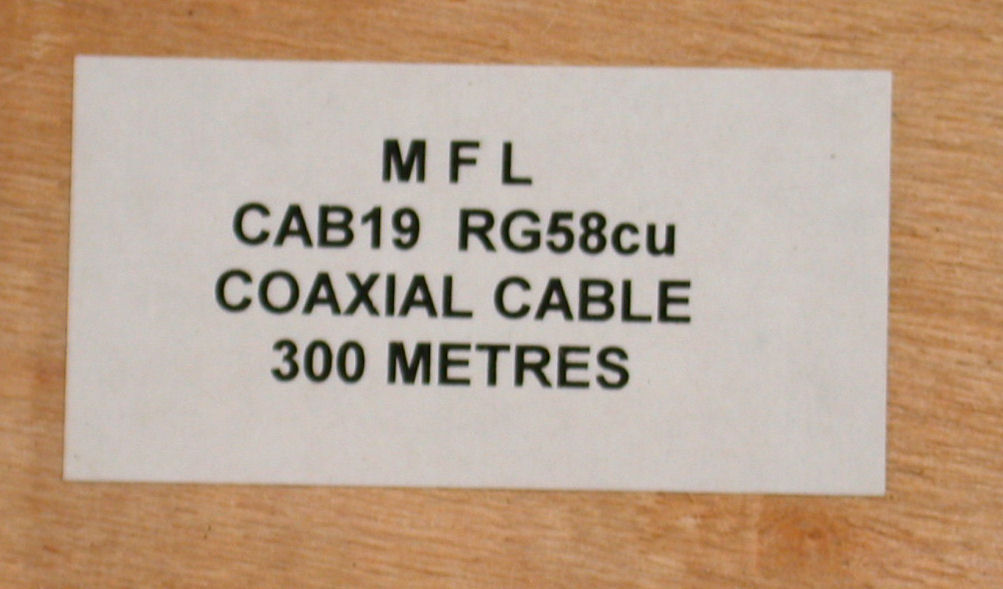 M F L
CAB19 RG58cu
COAXIAL CABLE
300 METRES